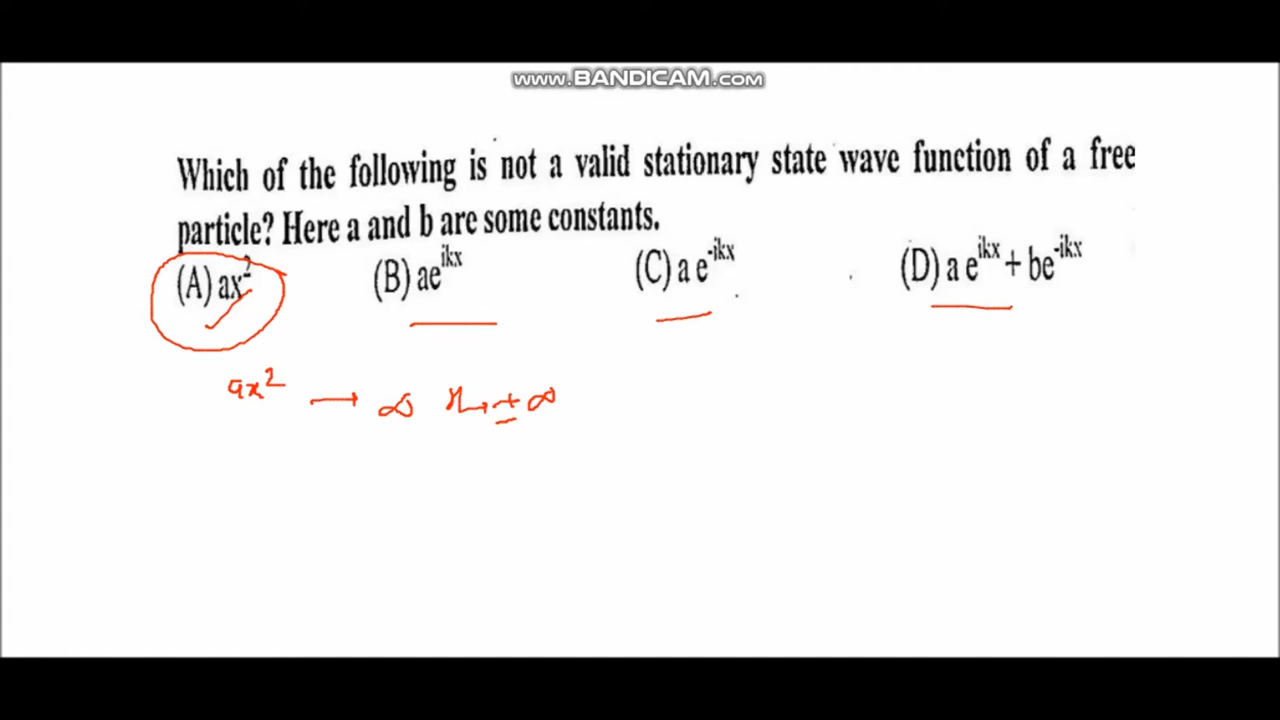 www.BANDICAM.com
Which of the following is not a valid stationary state wave function of a free
particle? Here a and b are some constants.
(A) ax² (B) ae^ikx (C) a e^-ikx (D) a e^ikx + be^-ikx
ax² → ∞ x→ ± ∞